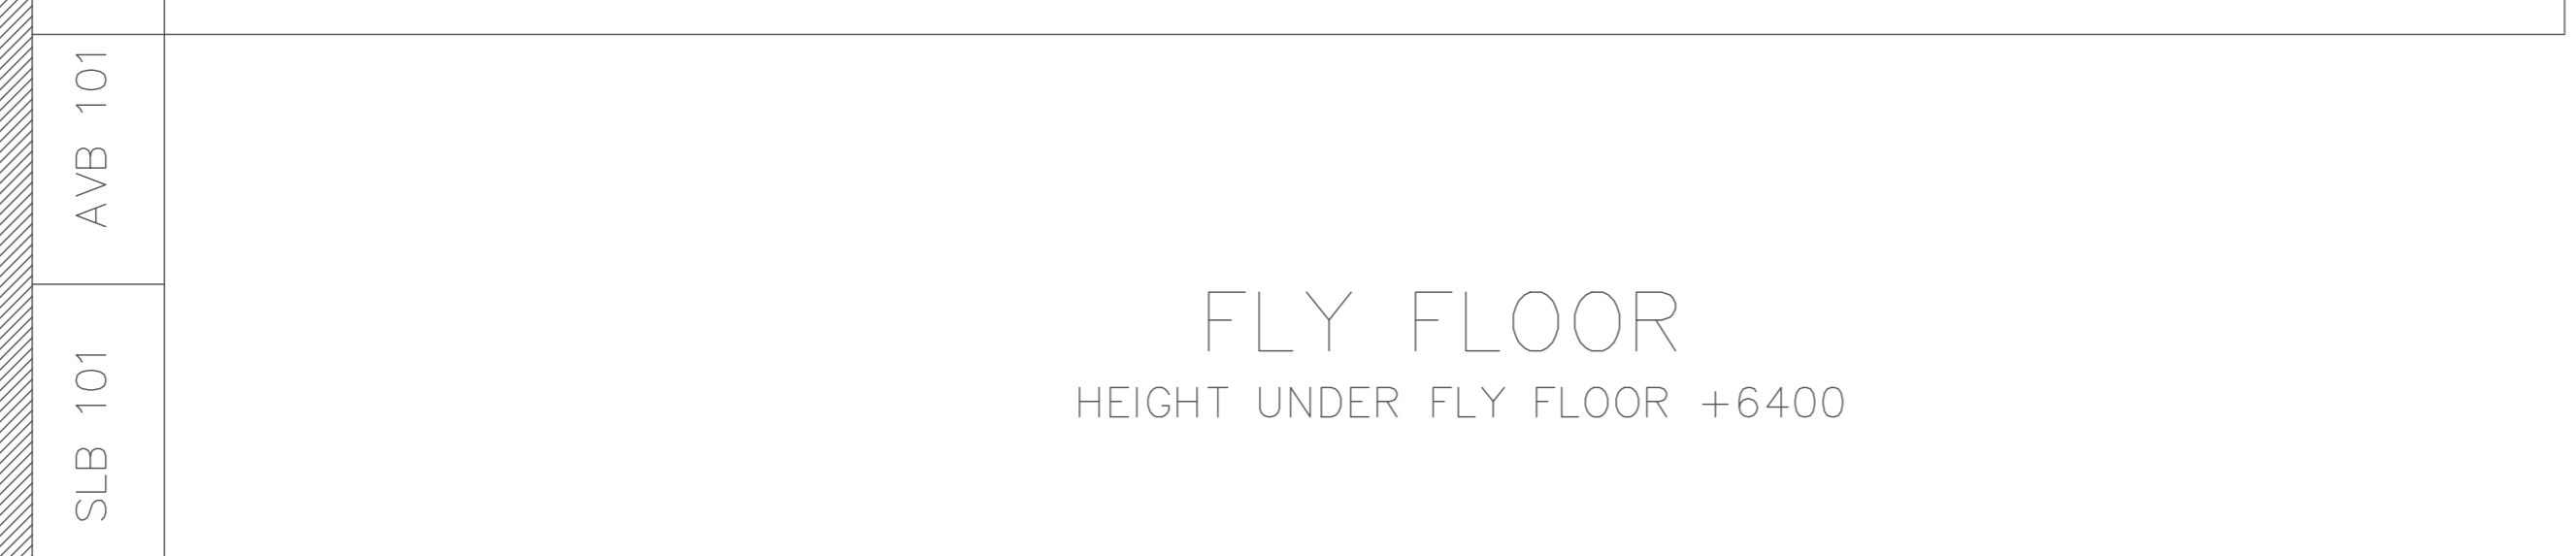 AVB 101
SLB 101
FLY FLOOR
HEIGHT UNDER FLY FLOOR +6400